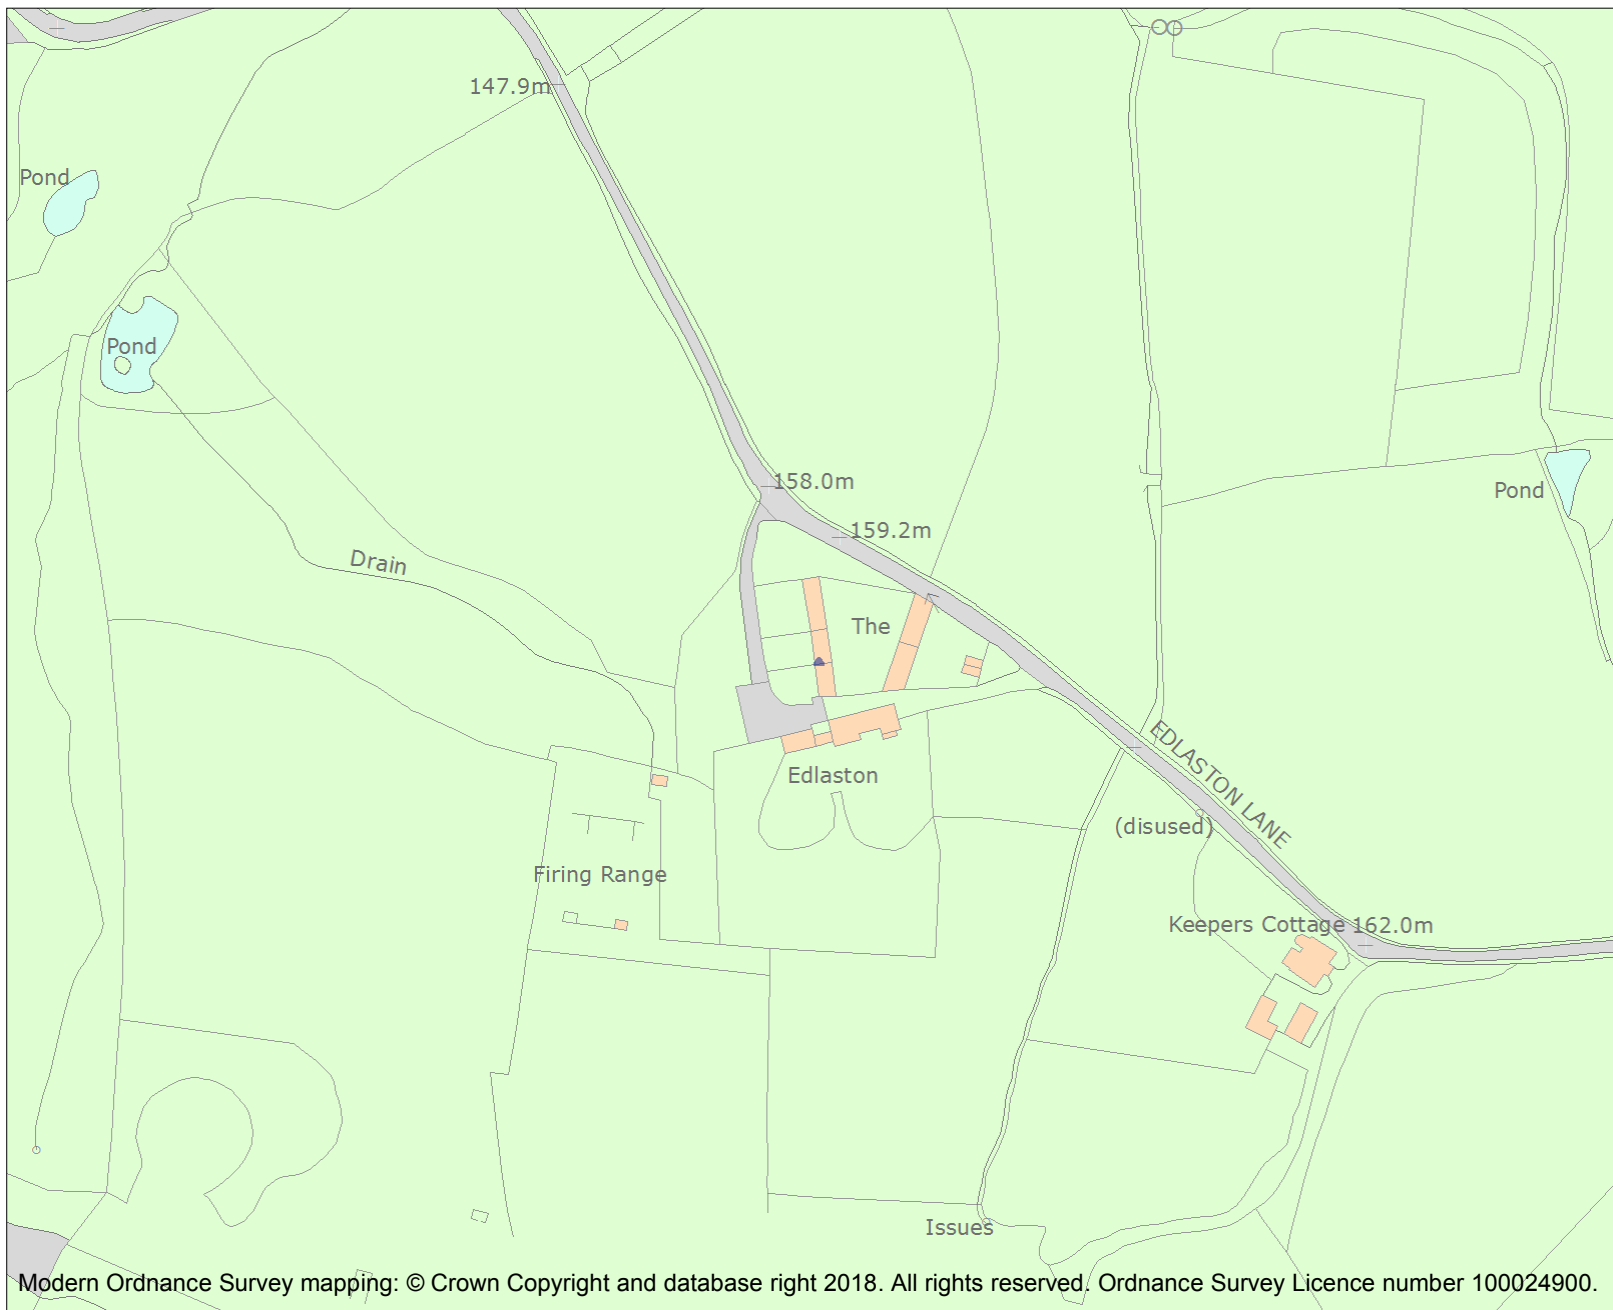 147.9m
Pond
Pond
158.0m
Pond
159.2m
Drain
The
EDLASTON LANE
Edlaston
(disused)
Firing Range
Keepers Cottage 162.0m
Issues
Modern Ordnance Survey mapping: © Crown Copyright and database right 2018. All rights reserved. Ordnance Survey Licence number 100024900.